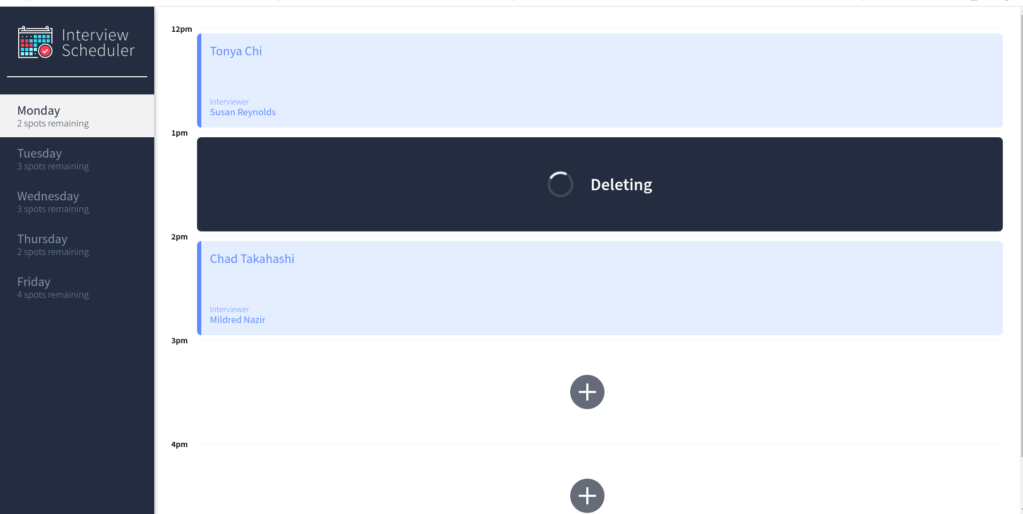 Interview
Scheduler
Monday
2 spots remaining
Tuesday
3 spots remaining
Wednesday
3 spots remaining
Thursday
2 spots remaining
Friday
4 spots remaining
12pm
Tonya Chi
Interviewer
Susan Reynolds
1pm
Deleting
2pm
Chad Takahashi
Interviewer
Mildred Nazir
3pm
4pm